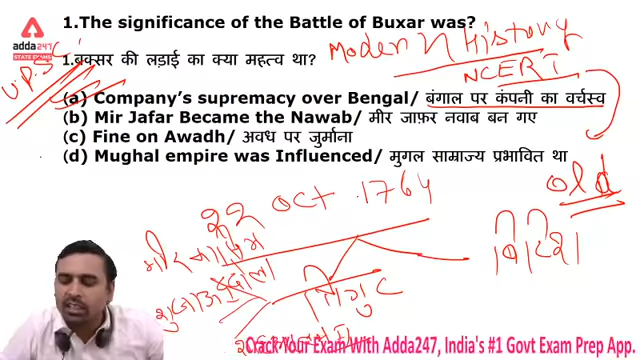 1.The significance of the Battle of Buxar was?
adda247
STATE EXAMS
Modern History
1.बक्सर की लड़ाई का क्या महत्व था?
U.P.S.C
NCERT
(a) Company's supremacy over Bengal/ बंगाल पर कंपनी का वर्चस्व
(b) Mir Jafar Became the Nawab/ मीर जाफ़र नवाब बन गए
(c) Fine on Awadh/ अवध पर जुर्माना
(d) Mughal empire was Influenced/ मुगल साम्राज्य प्रभावित था
Old
22 Oct.1764
त्रिगुट
Crack Your Exam With Adda247, India's #1 Govt Exam Prep App.